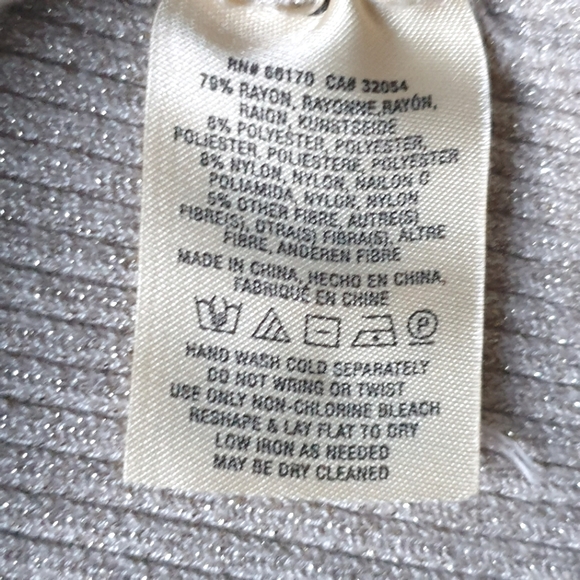 RN# 66170 CA# 32054
79% RAYON, RAYONNE, RAYÓN,
RAION, KUNSTSEIDE
8% POLYESTER, POLYESTER,
POLIESTER, POLIESTERE, POLYESTER
8% NYLON, NYLON, NAILON O
POLIAMIDA, NYLON, NYLON
5% OTHER FIBRE, AUTRE(S)
FIBRE(S), OTRA(S) FIBRA(S), ALTRE
FIBRE, ANDEREN FIBRE
MADE IN CHINA, HECHO EN CHINA,
FABRIQUÉ EN CHINE
P
HAND WASH COLD SEPARATELY
DO NOT WRING OR TWIST
USE ONLY NON-CHLORINE BLEACH
RESHAPE & LAY FLAT TO DRY
LOW IRON AS NEEDED
MAY BE DRY CLEANED